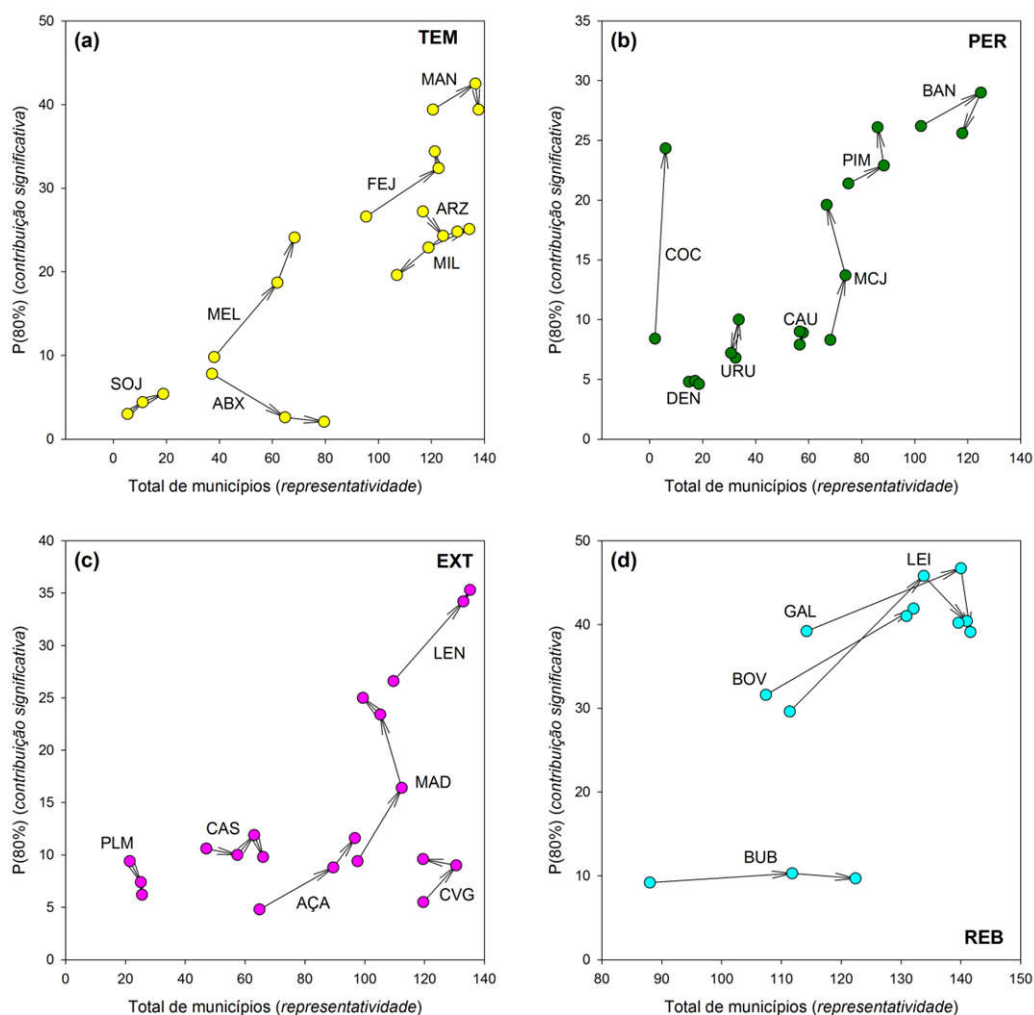 (a)
TEM
P(80%) (contribuição significativa)
50
40
30
20
10
0
MAN
FEJ
ARZ
MIL
MEL
SOJ
ABX
0 20 40 60 80 100 120 140
Total de municípios (representatividade)
(b)
PER
P(80%) (contribuição significativa)
35
30
25
20
15
10
5
0
BAN
PIM
COC
MCJ
CAU
URU
DEN
0 20 40 60 80 100 120 140
Total de municípios (representatividade)
(c)
EXT
P(80%) (contribuição significativa)
40
35
30
25
20
15
10
5
0
LEN
MAD
PLM
CAS
AÇA
CVG
0 20 40 60 80 100 120 140
Total de municípios (representatividade)
(d)
P(80%) (contribuição significativa)
50
40
30
20
10
0
LEI
GAL
BOV
BUB
REB
80 90 100 110 120 130 140 150
Total de municípios (representatividade)